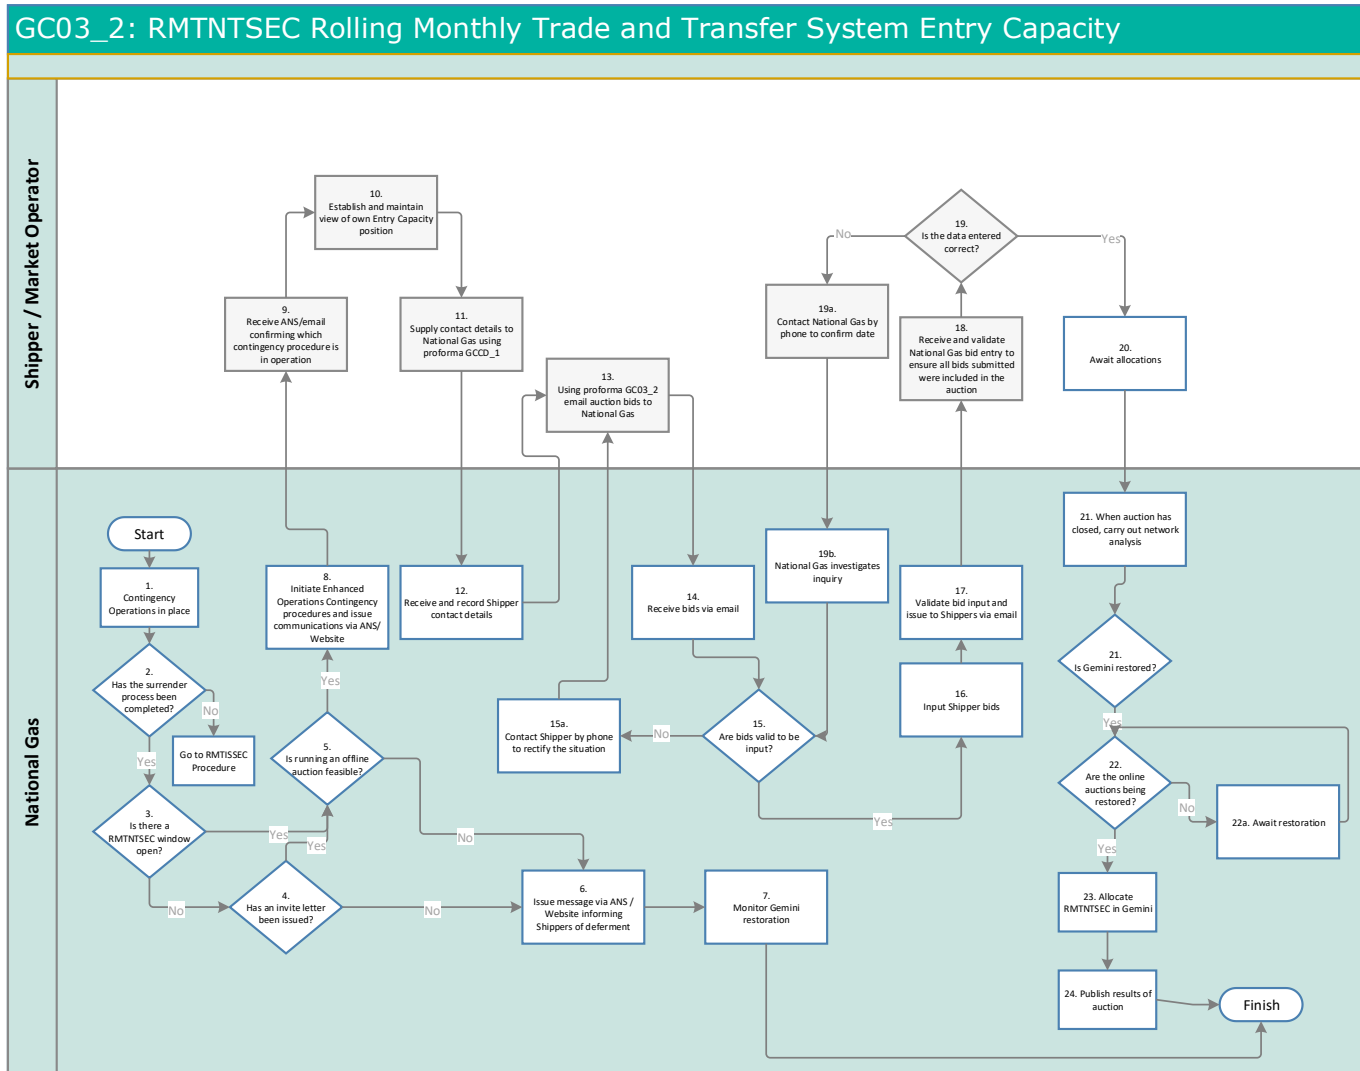 GC03_2: RMTNTSEC Rolling Monthly Trade and Transfer System Entry Capacity
Shipper / Market Operator
10.
Establish and maintain
view of own Entry Capacity
position
9.
Receive ANS/email
confirming which
contingency procedure is
in operation
11.
Supply contact details to
National Gas using
proforma GCCD_1
13.
Using proforma GC03_2
email auction bids to
National Gas
19.
Is the data entered
correct?
No
Yes
19a.
Contact National Gas by
phone to confirm date
18.
Receive and validate
National Gas bid entry to
ensure all bids submitted
were included in the
auction
20.
Await allocations
National Gas
Start
1.
Contingency
Operations in place
2.
Has the surrender
process been
completed?
No
Go to RMTISSEC
Procedure
Yes
3.
Is there a
RMTNTSEC window
open?
Yes
No
4.
Has an invite letter
been issued?
Yes
No
5.
Is running an offline
auction feasible?
Yes
No
8.
Initiate Enhanced
Operations Contingency
procedures and issue
communications via ANS/
Website
6.
Issue message via ANS /
Website informing
Shippers of deferment
7.
Monitor Gemini
restoration
12.
Receive and record Shipper
contact details
14.
Receive bids via email
15.
Are bids valid to be
input?
No
Yes
15a.
Contact Shipper by phone
to rectify the situation
19b.
National Gas investigates
inquiry
16.
Input Shipper bids
17.
Validate bid input and
issue to Shippers via email
21. When auction has
closed, carry out network
analysis
21.
Is Gemini restored?
Yes
22.
Are the online
auctions being
restored?
No
22a. Await restoration
Yes
23. Allocate
RMTNTSEC in Gemini
24. Publish results of
auction
Finish